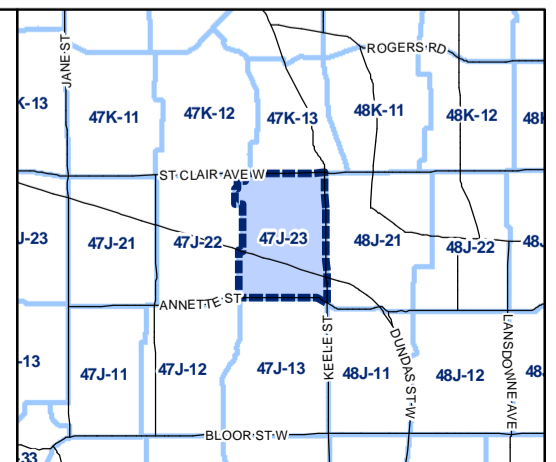 JANE ST
ROGERS RD
K-13
47K-11
47K-12
47K-13
48K-11
48K-12
ST CLAIR AVE W
J-23
47J-21
47J-22
47J-23
48J-21
48J-22
48J
ANNETTE ST
KEELE ST
DUNDAS ST W
LANSDOWNE AVE
-13
47J-11
47J-12
47J-13
48J-11
48J-12
BLOOR ST W
-33